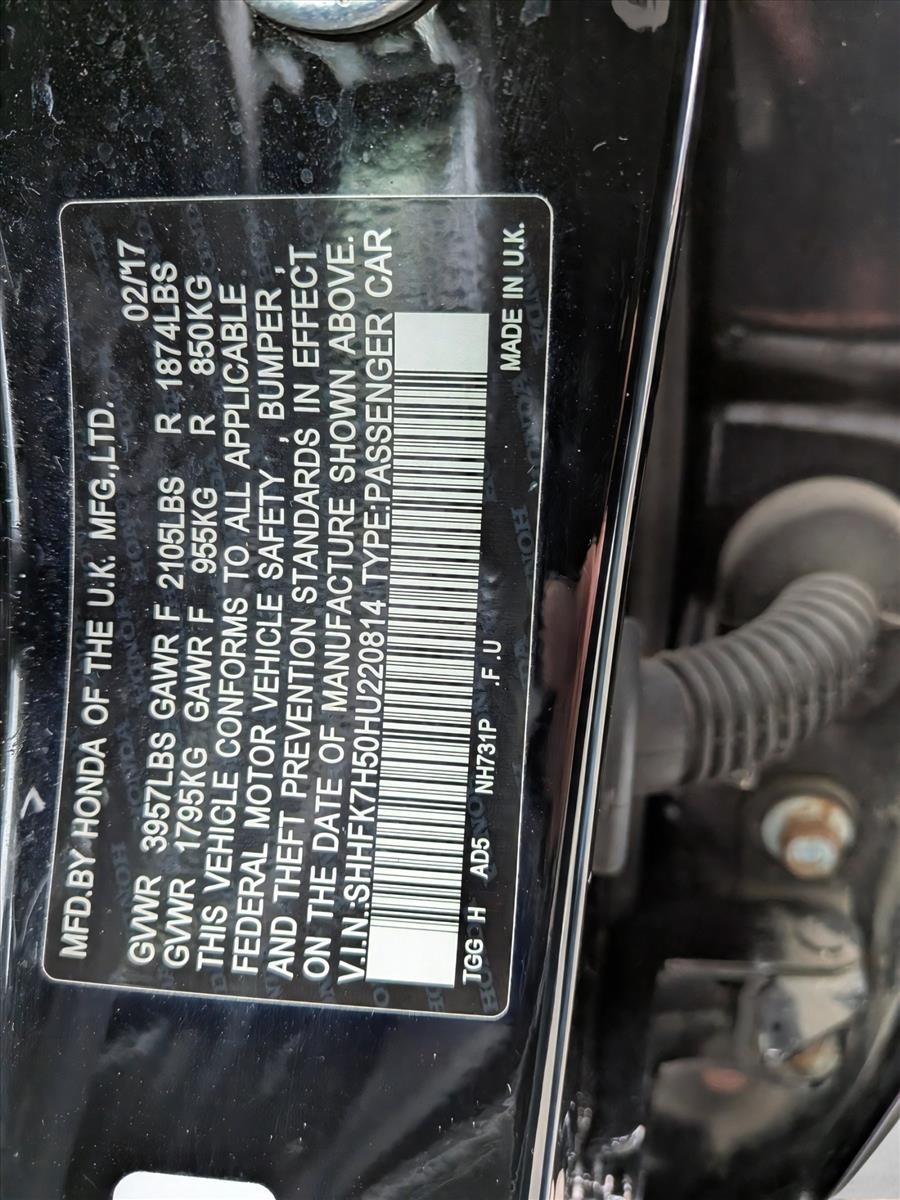 MFD.BY HONDA OF THE U.K. MFG.,LTD. 02/17
GVWR 3957LBS GAWR F 2105LBS R 1874LBS
GVWR 1795KG GAWR F 955KG R 850KG
THIS VEHICLE CONFORMS TO ALL APPLICABLE
FEDERAL MOTOR VEHICLE SAFETY , BUMPER ,
AND THEFT PREVENTION STANDARDS IN EFFECT
ON THE DATE OF MANUFACTURE SHOWN ABOVE.
V.I.N.:SHHFK7H50HU220814 TYPE:PASSENGER CAR
TGG H AD5 NH731P .F.U MADE IN U.K.